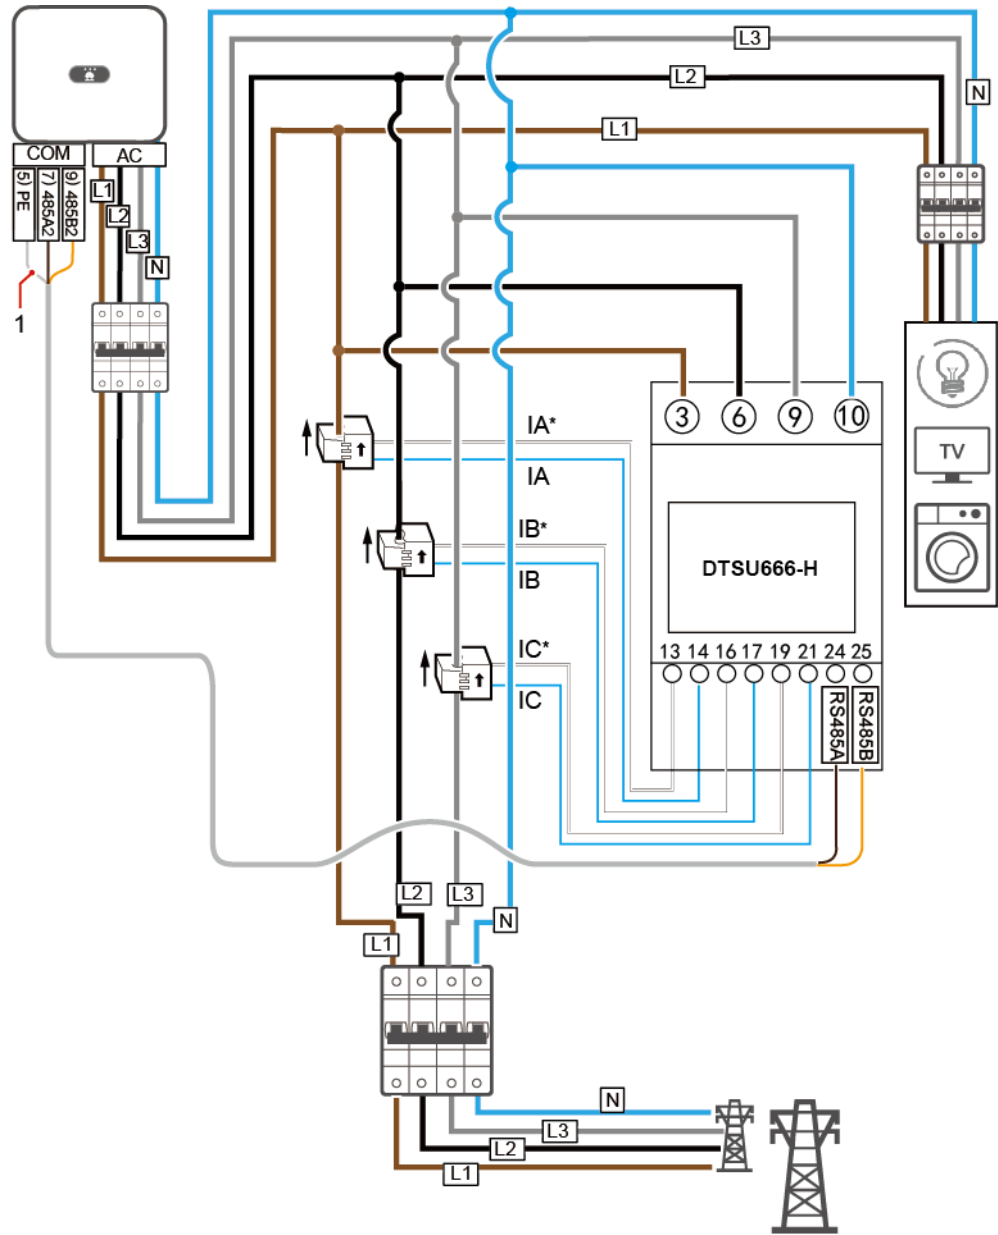 L3
L2
N
L1
COM
AC
5) PE
7) 485A2
9) 485B2
L1
L2
L3
N
1
3
6
9
10
IA*
IA
TV
IB*
IB
DTSU666-H
IC*
IC
13 14 16 17 19 21 24 25
RS485A
RS485B
L2
L3
N
L1
N
L3
L2
L1